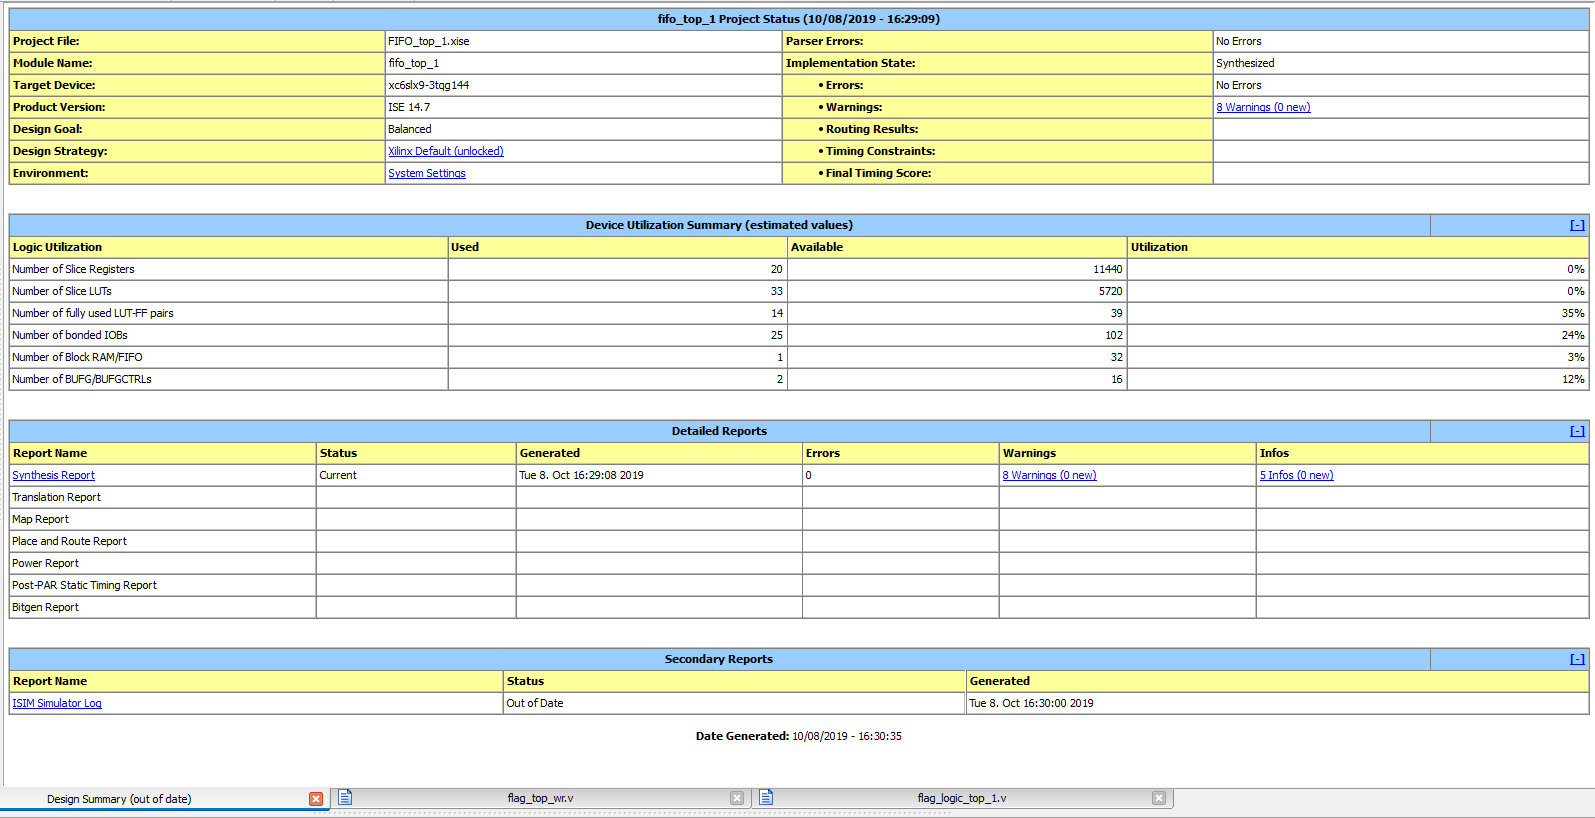 fifo_top_1 Project Status (10/08/2019 - 16:29:09)
Project File: FIFO_top_1.xise Parser Errors: No Errors
Module Name: fifo_top_1 Implementation State: Synthesized
Target Device: xc6slx9-3tqg144 • Errors: No Errors
Product Version: ISE 14.7 • Warnings: 8 Warnings (0 new)
Design Goal: Balanced • Routing Results:
Design Strategy: Xilinx Default (unlocked) • Timing Constraints:
Environment: System Settings • Final Timing Score:
Device Utilization Summary (estimated values) [-]
Logic Utilization Used Available Utilization
Number of Slice Registers 20 11440 0%
Number of Slice LUTs 33 5720 0%
Number of fully used LUT-FF pairs 14 39 35%
Number of bonded IOBs 25 102 24%
Number of Block RAM/FIFO 1 32 3%
Number of BUFG/BUFGCTRLs 2 16 12%
Detailed Reports [-]
Report Name Status Generated Errors Warnings Infos
Synthesis Report Current Tue 8. Oct 16:29:08 2019 0 8 Warnings (0 new) 5 Infos (0 new)
Translation Report
Map Report
Place and Route Report
Power Report
Post-PAR Static Timing Report
Bitgen Report
Secondary Reports [-]
Report Name Status Generated
ISIM Simulator Log Out of Date Tue 8. Oct 16:30:00 2019
Date Generated: 10/08/2019 - 16:30:35
Design Summary (out of date) flag_top_wr.v flag_logic_top_1.v